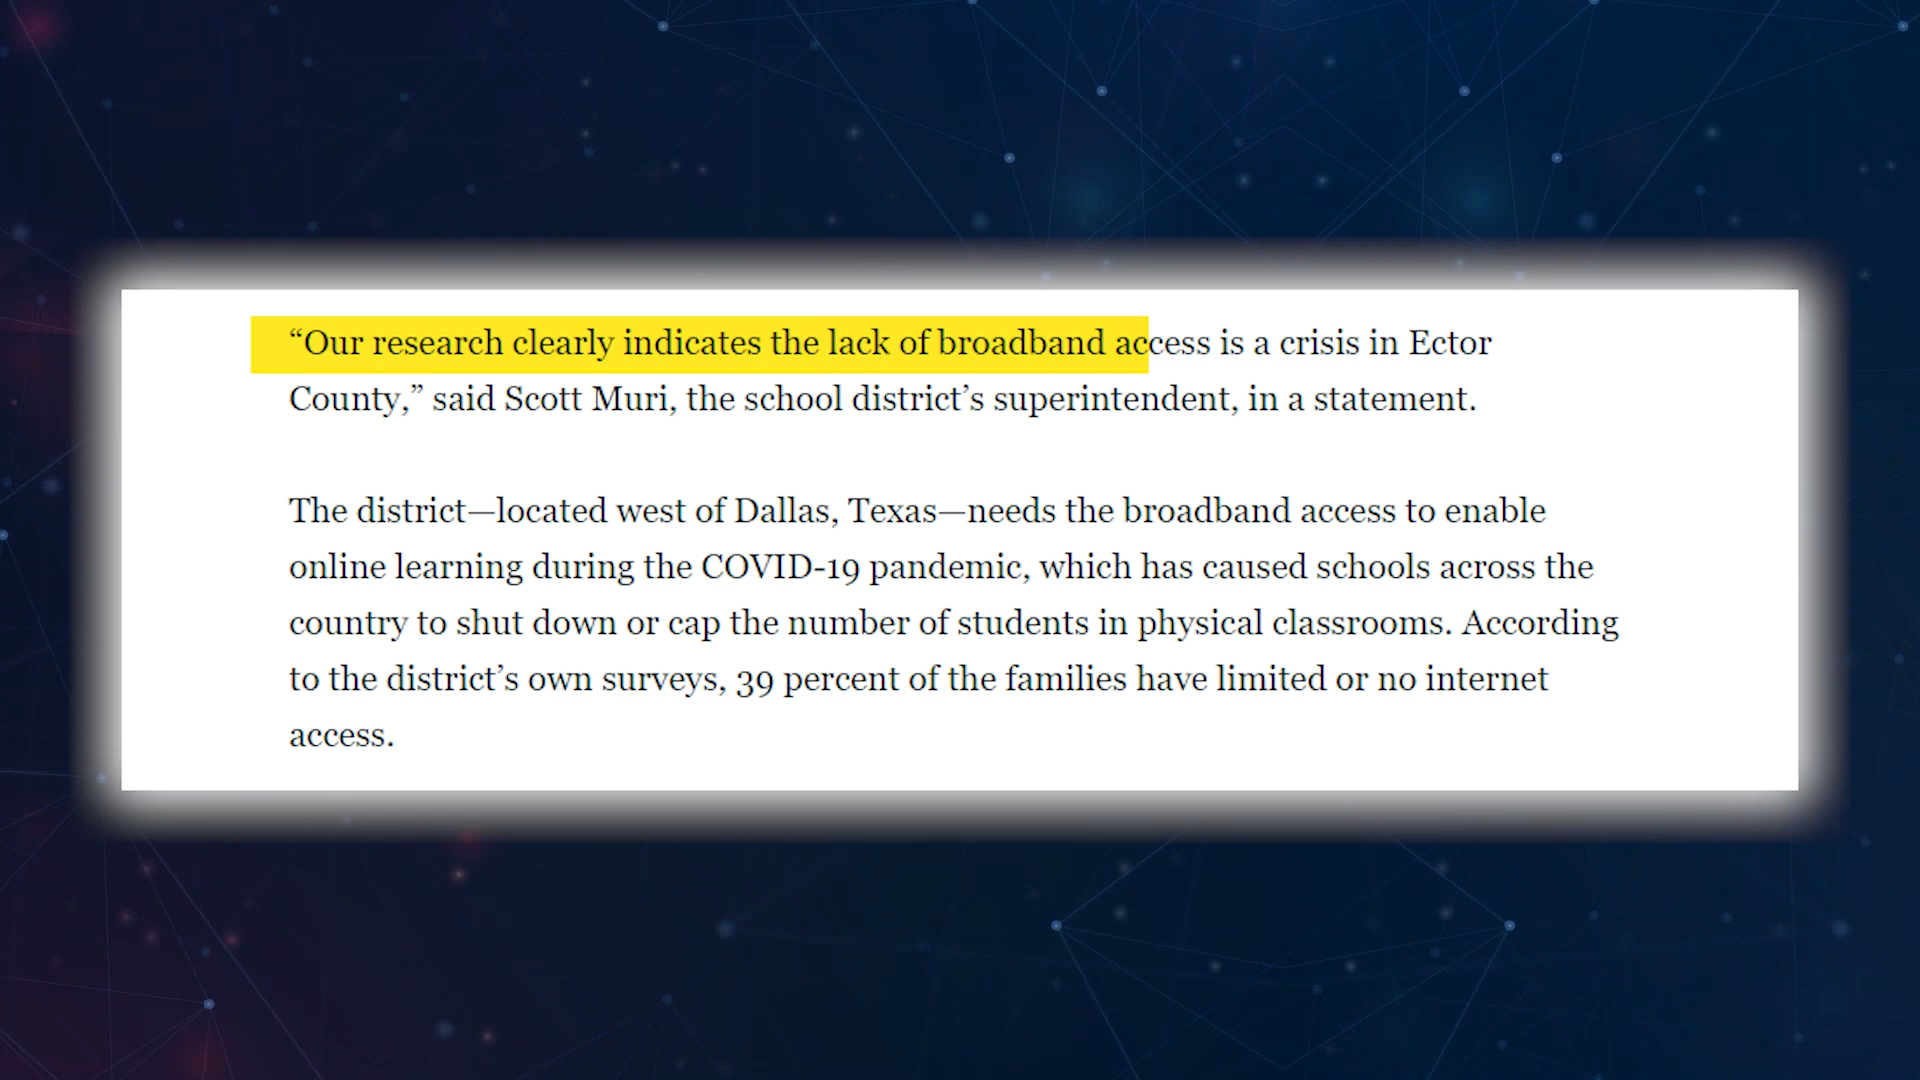 “Our research clearly indicates the lack of broadband access is a crisis in Ector
County,” said Scott Muri, the school district’s superintendent, in a statement.
The district—located west of Dallas, Texas—needs the broadband access to enable
online learning during the COVID-19 pandemic, which has caused schools across the
country to shut down or cap the number of students in physical classrooms. According
to the district’s own surveys, 39 percent of the families have limited or no internet
access.